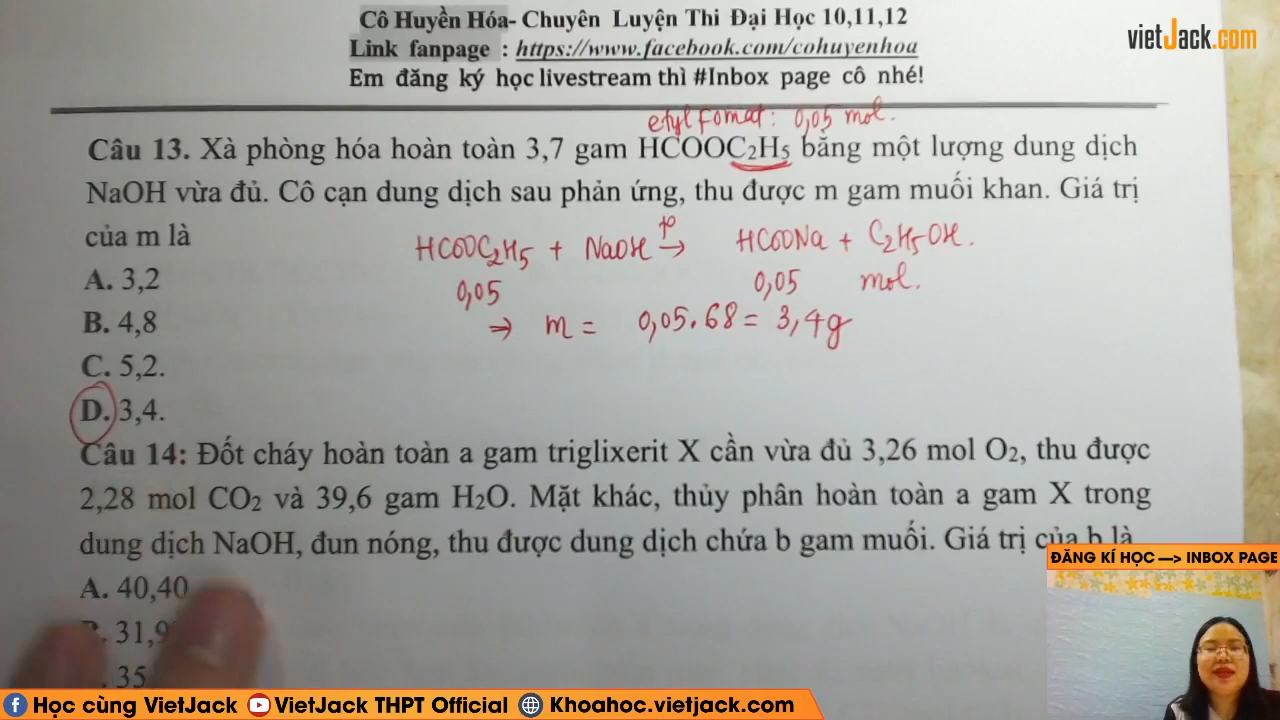 Cô Huyền Hóa- Chuyên Luyện Thi Đại Học 10,11,12
Link fanpage : https://www.facebook.com/cohuyenhoa
Em đăng ký học livestream thì #Inbox page cô nhé!
vietJack.com
etyl fomat: 0,05 mol.
Câu 13. Xà phòng hóa hoàn toàn 3,7 gam HCOOC2H5 bằng một lượng dung dịch
NaOH vừa đủ. Cô cạn dung dịch sau phản ứng, thu được m gam muối khan. Giá trị
của m là
HCOOC2H5 + NaOH t° → HCOONa + C2H5OH.
A. 3,2
0,05 0,05 mol.
B. 4,8
⇒ m = 0,05.68 = 3,4g
C. 5,2.
D. 3,4.
Câu 14: Đốt cháy hoàn toàn a gam triglixerit X cần vừa đủ 3,26 mol O2, thu được
2,28 mol CO2 và 39,6 gam H2O. Mặt khác, thủy phân hoàn toàn a gam X trong
dung dịch NaOH, đun nóng, thu được dung dịch chứa b gam muối. Giá trị của b là
A. 40,40
31,9
35
ĐĂNG KÍ HỌC —> INBOX PAGE
Học cùng VietJack VietJack THPT Official Khoahoc.vietjack.com